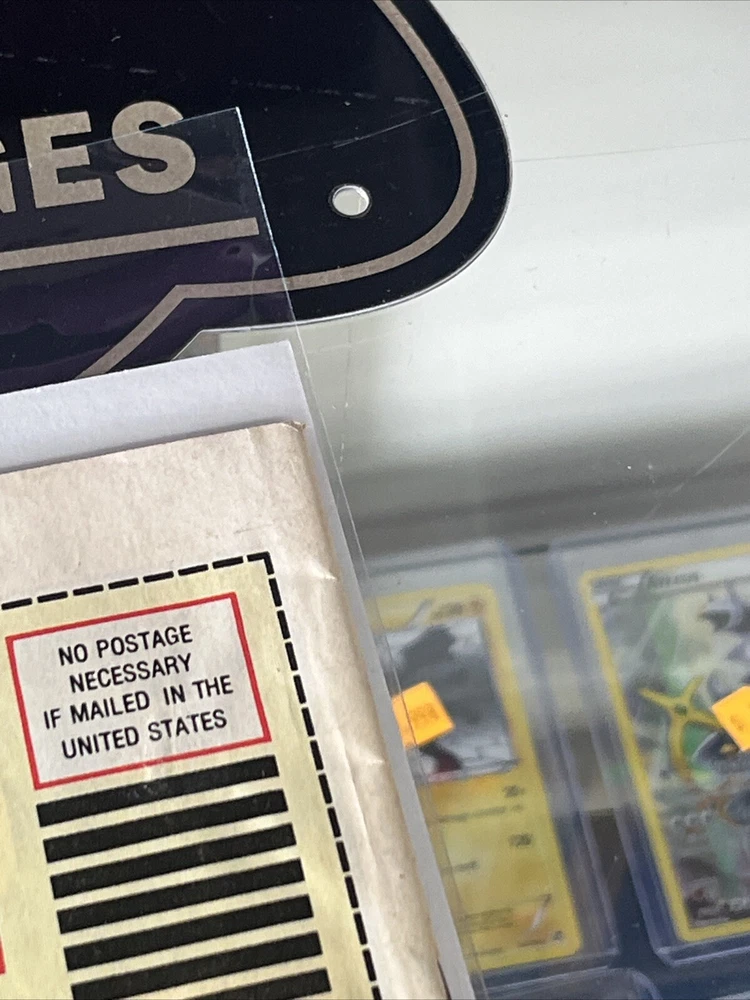 GES
NO POSTAGE
NECESSARY
IF MAILED IN THE
UNITED STATES